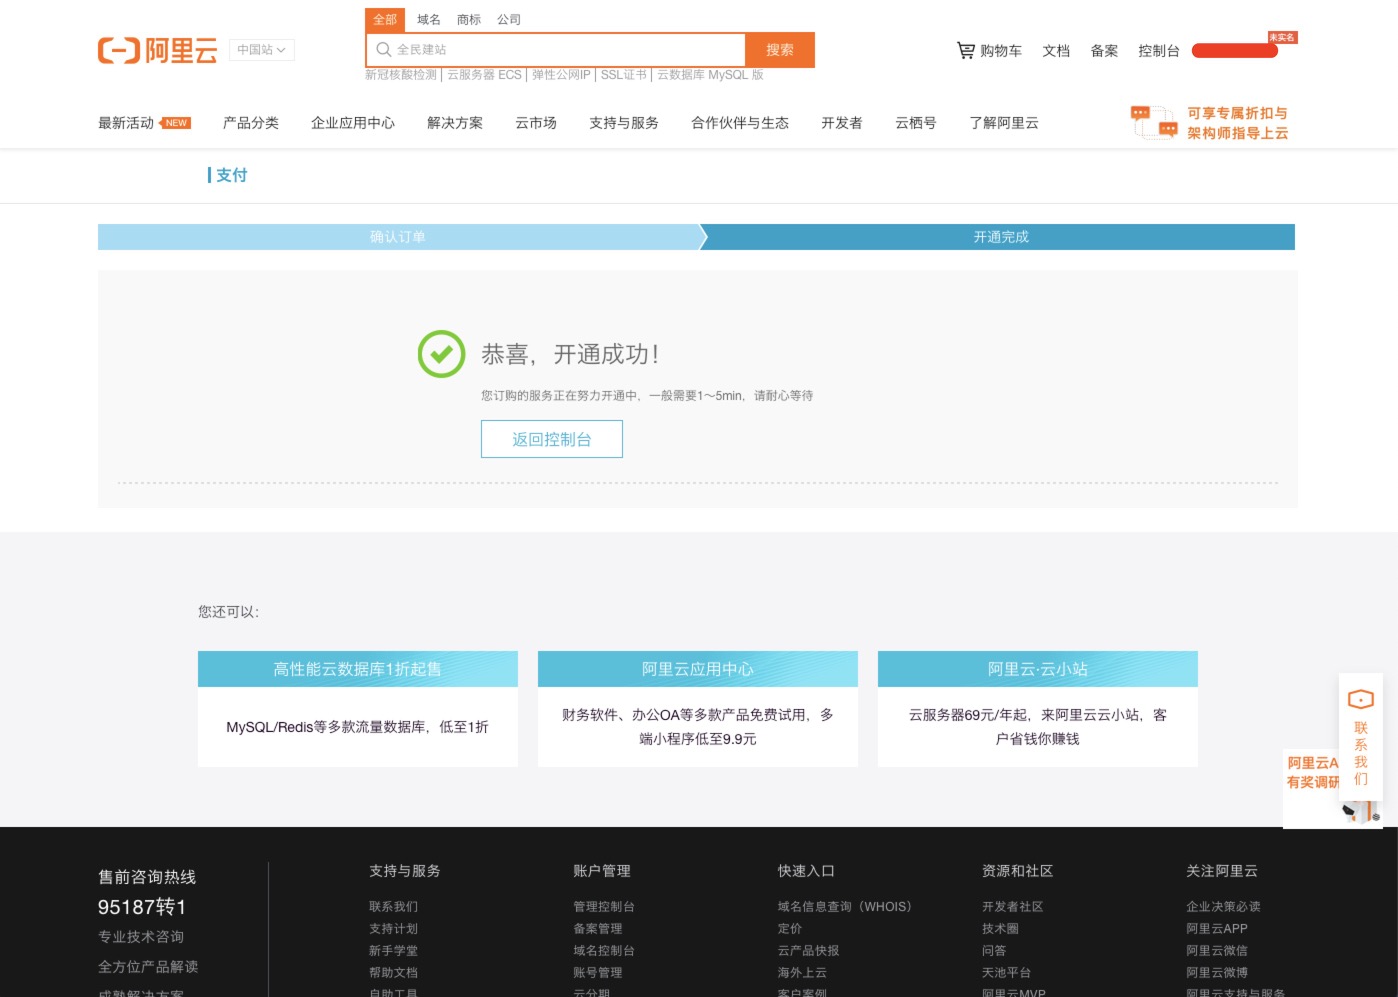 全部 域名 商标 公司
阿里云 中国站 全民建站 搜索 购物车 文档 备案 控制台 未实名
新冠核酸检测 | 云服务器 ECS | 弹性公网IP | SSL证书 | 云数据库 MySQL 版
最新活动 NEW 产品分类 企业应用中心 解决方案 云市场 支持与服务 合作伙伴与生态 开发者 云栖号 了解阿里云
可享专属折扣与
架构师指导上云
支付
确认订单 开通完成
恭喜，开通成功！
您订购的服务正在努力开通中，一般需要1～5min，请耐心等待
返回控制台
您还可以：
高性能云数据库1折起售
MySQL/Redis等多款流量数据库，低至1折
阿里云应用中心
财务软件、办公OA等多款产品免费试用，多
端小程序低至9.9元
阿里云·云小站
云服务器69元/年起，来阿里云云小站，客
户省钱你赚钱
联系我们
阿里云A
有奖调研
售前咨询热线
95187转1
专业技术咨询
全方位产品解读
成熟解决方案
支持与服务
联系我们
支持计划
新手学堂
帮助文档
自助工具
账户管理
管理控制台
备案管理
域名控制台
账号管理
云分期
快速入口
域名信息查询（WHOIS）
定价
云产品快报
海外上云
客户案例
资源和社区
开发者社区
技术圈
问答
天池平台
阿里云MVP
关注阿里云
企业决策必读
阿里云APP
阿里云微信
阿里云微博
阿里云支持与服务